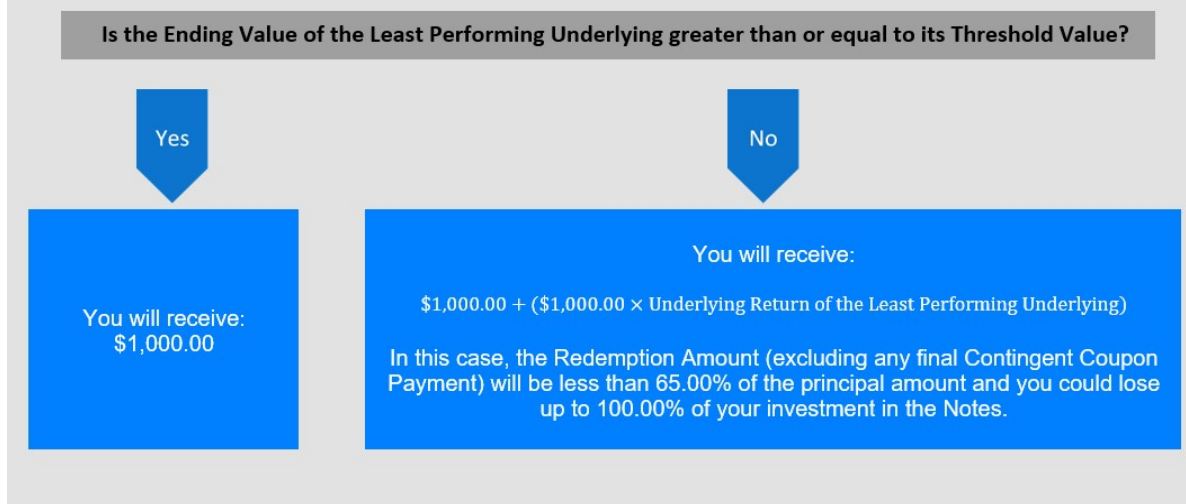 Is the Ending Value of the Least Performing Underlying greater than or equal to its Threshold Value?
Yes
No
You will receive:
$1,000.00
You will receive:
$1,000.00 + ($1,000.00 × Underlying Return of the Least Performing Underlying)
In this case, the Redemption Amount (excluding any final Contingent Coupon
Payment) will be less than 65.00% of the principal amount and you could lose
up to 100.00% of your investment in the Notes.